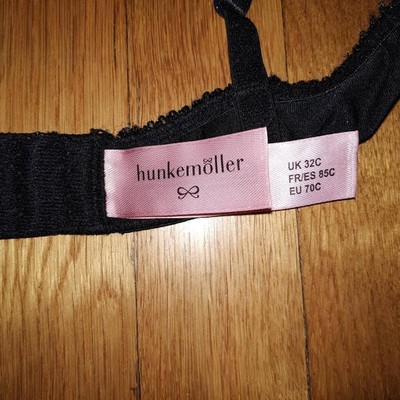 hunkemöller
UK 32C
FR/ES 85C
EU 70C